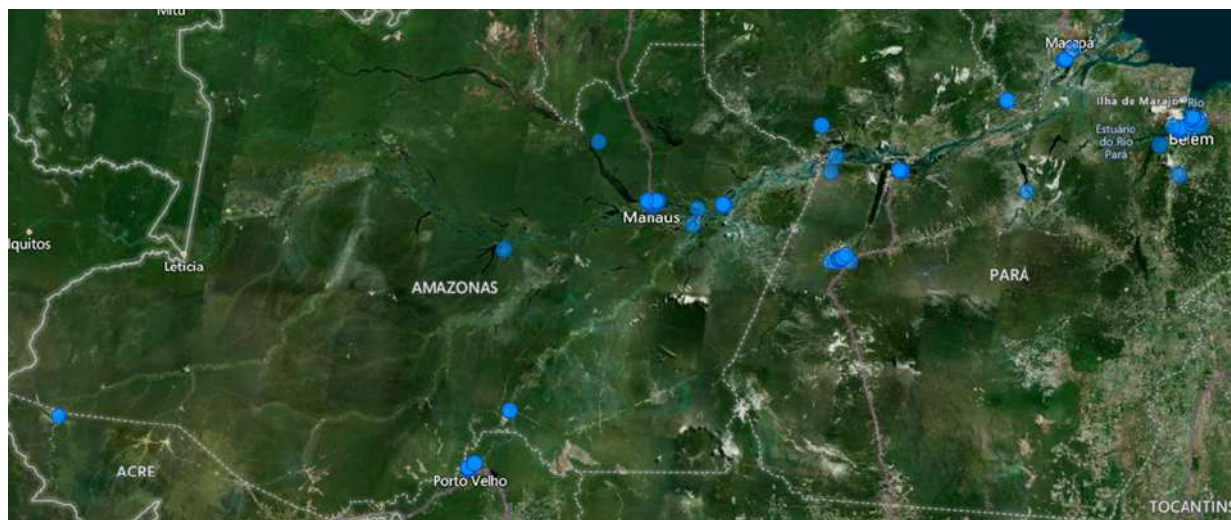 Mitú
Macapá
Ilha de Marajó
Rio
Estuário
do Rio
Pará
Belém
Manaus
Iquitos
Leticia
AMAZONAS
PARÁ
ACRE
Porto Velho
TOCANTINS